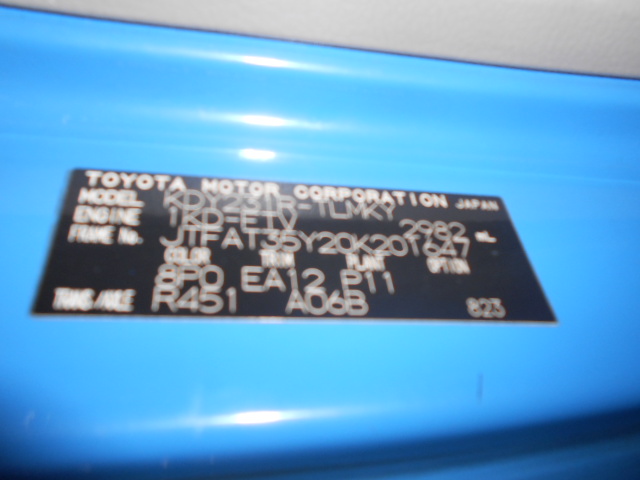 TOYOTA MOTOR CORPORATION JAPAN
MODEL KDY231R-TLMKY
ENGINE 1KD-FTV 2982 mL
FRAME No. JTFAT35Y20K201647
COLOR TRIM PLANT OPTION
8P0 EA12 P11
TRANS/AXLE R451 A06B 823